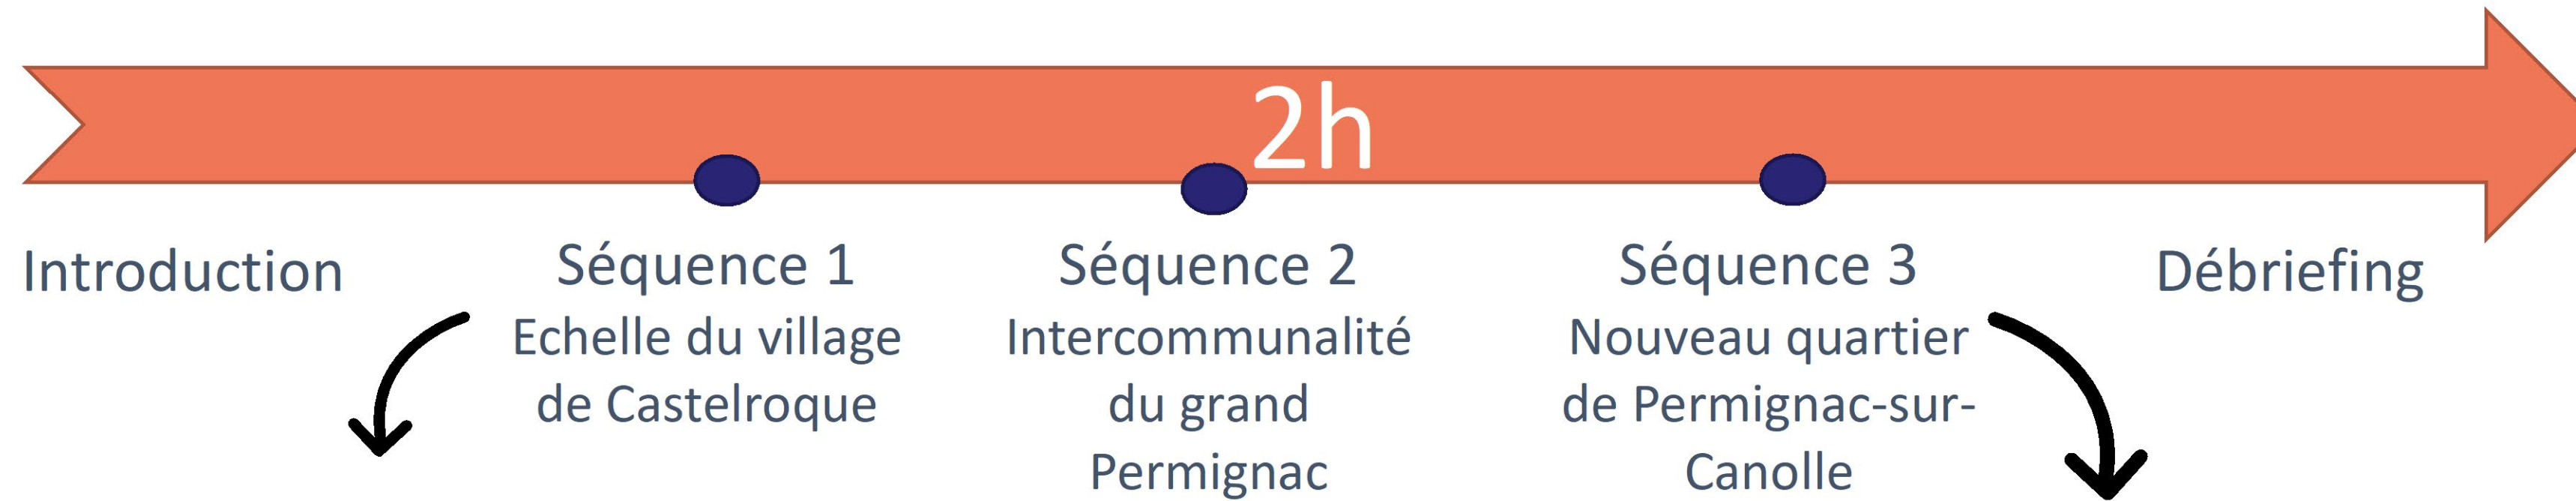 2h
Introduction
Séquence 1
Echelle du village
de Castelroque
Séquence 2
Intercommunalité
du grand
Permignac
Séquence 3
Nouveau quartier
de Permignac-sur-
Canolle
Débriefing